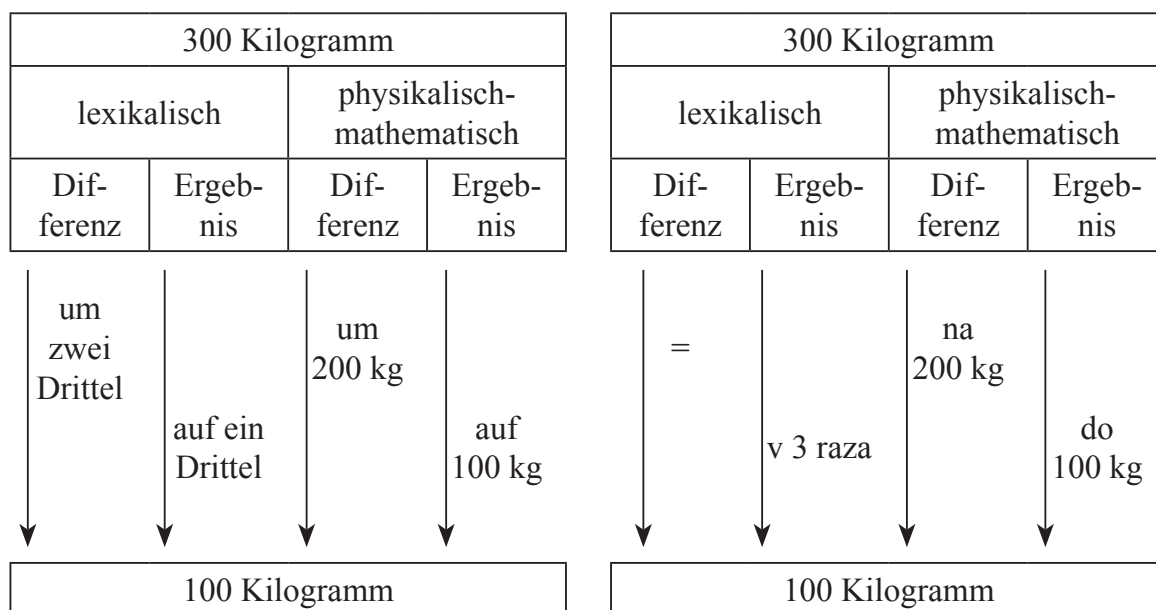 300 Kilogramm
lexikalisch
physikalisch-
mathematisch
Dif-
ferenz
Ergeb-
nis
Dif-
ferenz
Ergeb-
nis
um
zwei
Drittel
auf ein
Drittel
um
200 kg
auf
100 kg
100 Kilogramm
300 Kilogramm
lexikalisch
physikalisch-
mathematisch
Dif-
ferenz
Ergeb-
nis
Dif-
ferenz
Ergeb-
nis
=
v 3 raza
na
200 kg
do
100 kg
100 Kilogramm